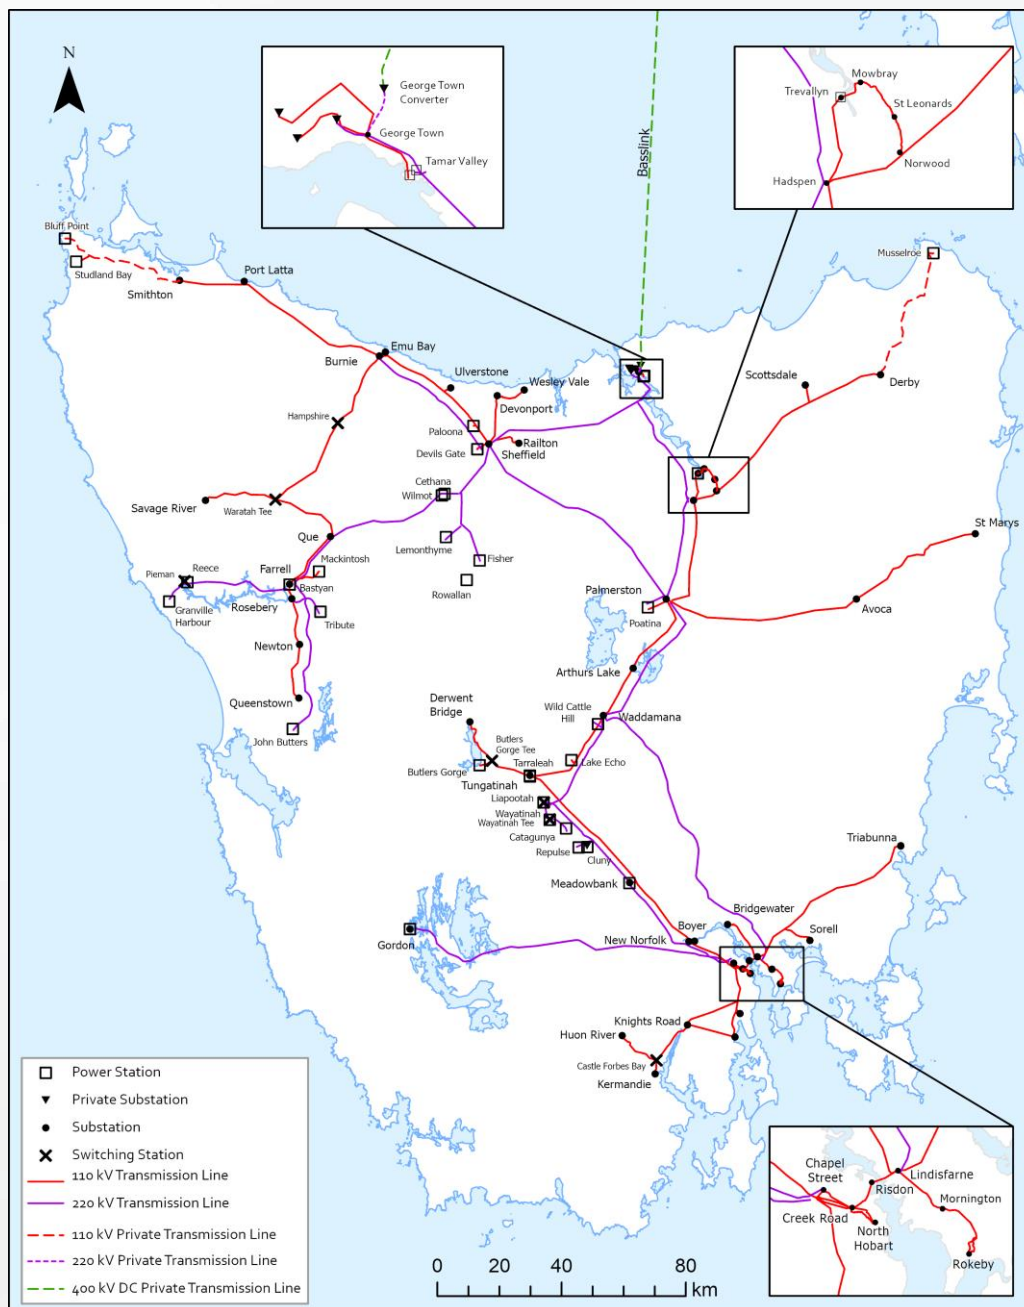 N
George Town
Converter
George Town
Tamar Valley
Basslink
Mowbray
Trevallyn
St Leonards
Norwood
Hadspen
Bluff Point
Studland Bay
Smithton
Port Latta
Musselroe
Emu Bay
Burnie
Ulverstone
Wesley Vale
Devonport
Scottsdale
Derby
Hampshire
Paloona
Devils Gate
Railton
Sheffield
Cethana
Wilmot
Savage River
Waratah Tee
St Marys
Que
Lemonthyme
Fisher
Mackintosh
Farrell
Bastyan
Pieman
Reece
Rowallan
Rosebery
Granville
Harbour
Tribute
Palmerston
Poatina
Avoca
Newton
Arthurs Lake
Queenstown
John Butters
Derwent
Bridge
Wild Cattle
Hill
Waddamana
Butlers
Gorge Tee
Butlers Gorge
Tarraleah
Lake Echo
Tungatinah
Liapootah
Wayatinah
Wayatinah Tee
Catagunya
Repulse
Cluny
Triabunna
Meadowbank
Bridgewater
Boyer
New Norfolk
Sorell
Gordon
Knights Road
Huon River
Castle Forbes Bay
Kermandie
Power Station
Private Substation
Substation
Switching Station
110 kV Transmission Line
220 kV Transmission Line
110 kV Private Transmission Line
220 kV Private Transmission Line
400 kV DC Private Transmission Line
0 20 40 80
km
Chapel
Street
Lindisfarne
Risdon
Mornington
Creek Road
North
Hobart
Rokeby